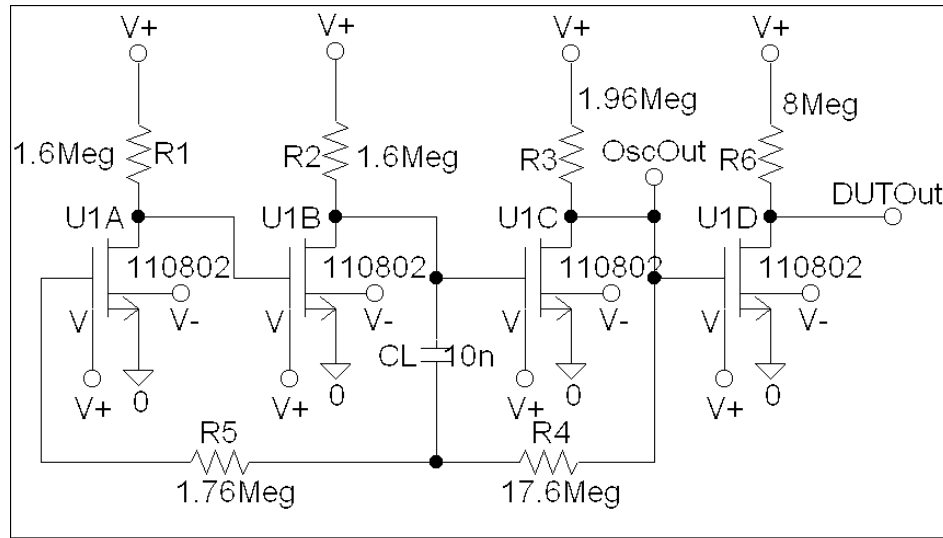 V+ V+ V+ V+
1.96Meg 8Meg
1.6Meg R1 R2 1.6Meg R3 OscOut R6
U1A U1B U1C U1D DUTOut
110802 110802 110802 110802
V V- V V- V V- V V-
CL 10n
V+ 0 V+ 0 V+ 0 V+ 0
R5 R4
1.76Meg 17.6Meg